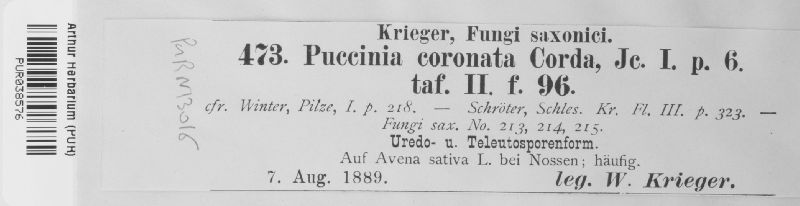 Arthur Herbarium (PUR)
PUR038576
Krieger, Fungi saxonici.
473. Puccinia coronata Corda, Jc. I. p. 6.
taf. II. f. 96.
cfr. Winter, Pilze, I. p. 218. — Schröter, Schles. Kr. Fl. III. p. 323. —
Fungi sax. No. 213, 214, 215.
Uredo- u. Teleutosporenform.
Auf Avena sativa L. bei Nossen; häufig.
7. Aug. 1889. leg. W. Krieger.